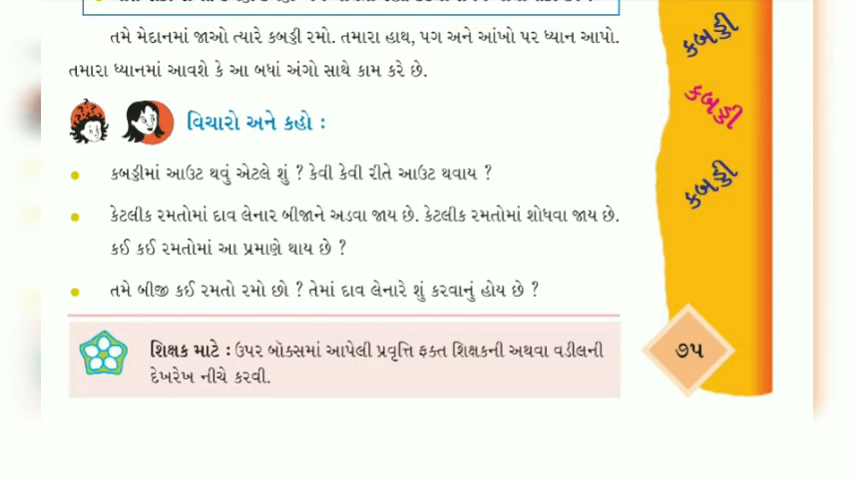 તમે મેદાનમાં જાઓ ત્યારે કબડ્ડી રમો. તમારા હાથ, પગ અને આંખો પર ધ્યાન આપો.
તમારા ધ્યાનમાં આવશે કે આ બધાં અંગો સાથે કામ કરે છે.
વિચારો અને કહો :
કબડ્ડીમાં આઉટ થવું એટલે શું ? કેવી કેવી રીતે આઉટ થવાય ?
કેટલીક રમતોમાં દાવ લેનાર બીજાને અડવા જાય છે. કેટલીક રમતોમાં શોધવા જાય છે.
કઈ કઈ રમતોમાં આ પ્રમાણે થાય છે ?
તમે બીજી કઈ રમતો રમો છો ? તેમાં દાવ લેનારે શું કરવાનું હોય છે ?
શિક્ષક માટે : ઉપર બૉક્સમાં આપેલી પ્રવૃત્તિ ફક્ત શિક્ષકની અથવા વડીલની
દેખરેખ નીચે કરવી.
કબડ્ડી
કબડ્ડી
કબડ્ડી
૭૫